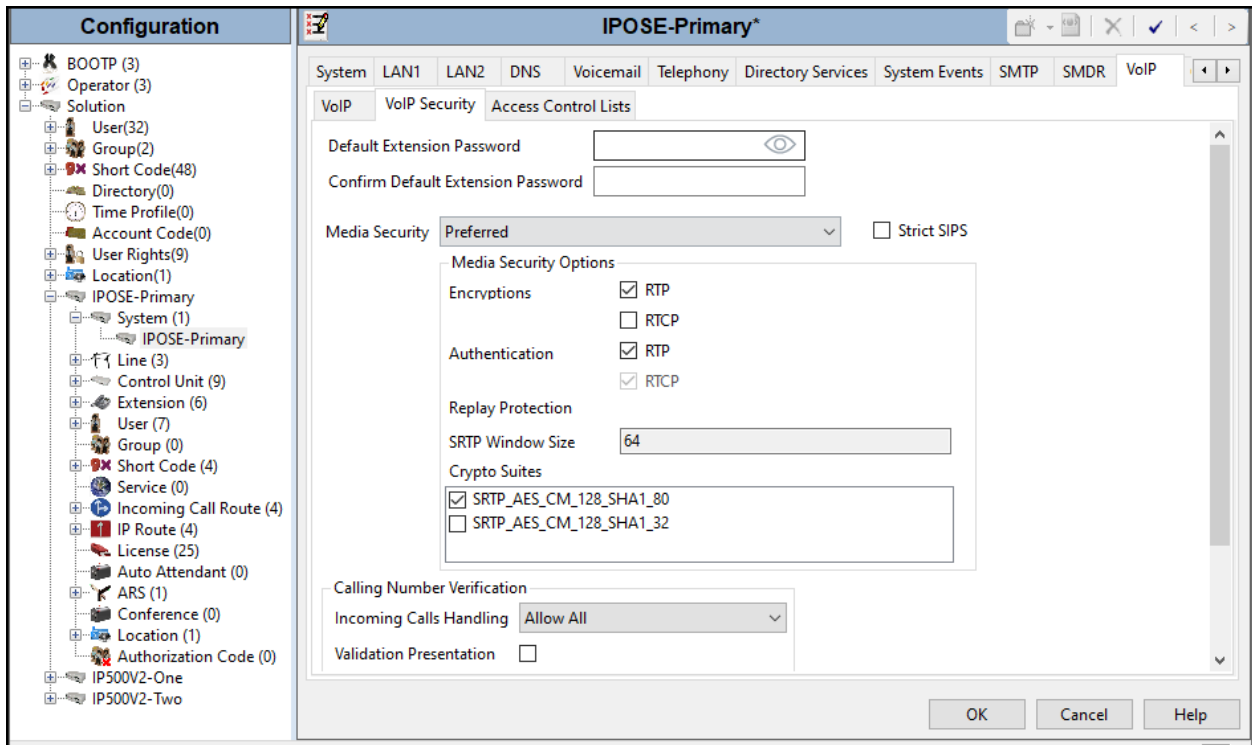 Configuration
BOOTP (3)
Operator (3)
Solution
User(32)
Group(2)
Short Code(48)
Directory(0)
Time Profile(0)
Account Code(0)
User Rights(9)
Location(1)
IPOSE-Primary
System (1)
IPOSE-Primary
Line (3)
Control Unit (9)
Extension (6)
User (7)
Group (0)
Short Code (4)
Service (0)
Incoming Call Route (4)
IP Route (4)
License (25)
Auto Attendant (0)
ARS (1)
Conference (0)
Location (1)
Authorization Code (0)
IP500V2-One
IP500V2-Two
IPOSE-Primary*
System LAN1 LAN2 DNS Voicemail Telephony Directory Services System Events SMTP SMDR VoIP
VoIP VoIP Security Access Control Lists
Default Extension Password
Confirm Default Extension Password
Media Security Preferred Strict SIPS
Media Security Options
Encryptions RTP
RTCP
Authentication RTP
RTCP
Replay Protection
SRTP Window Size 64
Crypto Suites
SRTP_AES_CM_128_SHA1_80
SRTP_AES_CM_128_SHA1_32
Calling Number Verification
Incoming Calls Handling Allow All
Validation Presentation
OK Cancel Help